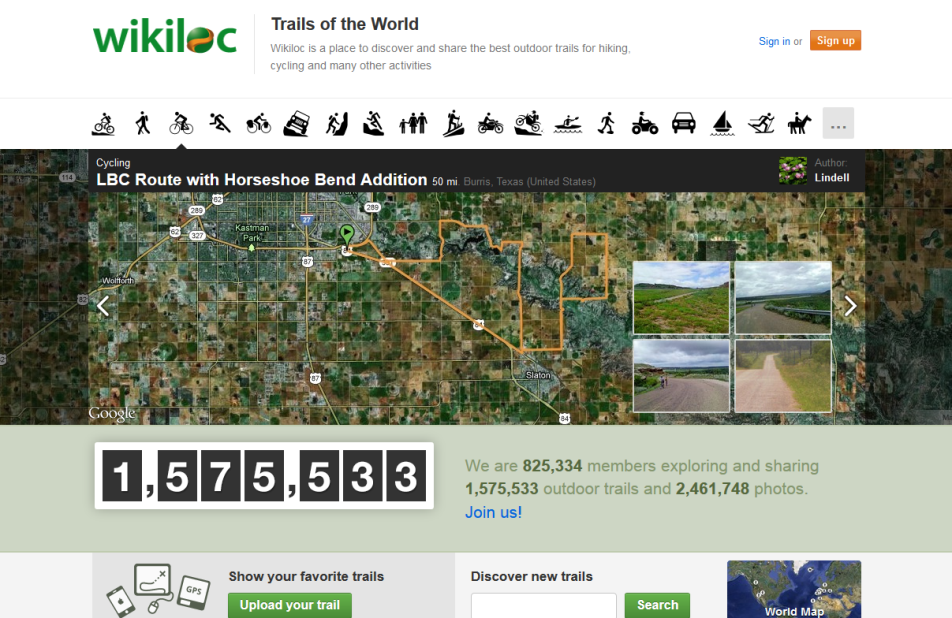 wikiloc
Trails of the World
Wikiloc is a place to discover and share the best outdoor trails for hiking,
cycling and many other activities
Sign in or Sign up
...
Cycling
LBC Route with Horseshoe Bend Addition 50 mi Burris, Texas (United States)
Author:
Lindell
114
62
289
289
27
Kastman
Park
62
327
84
87
Wolfforth
62
84
87
Slaton
84
Google
1,575,533
We are 825,334 members exploring and sharing
1,575,533 outdoor trails and 2,461,748 photos.
Join us!
GPS
Show your favorite trails
Upload your trail
Discover new trails
Search
World Map